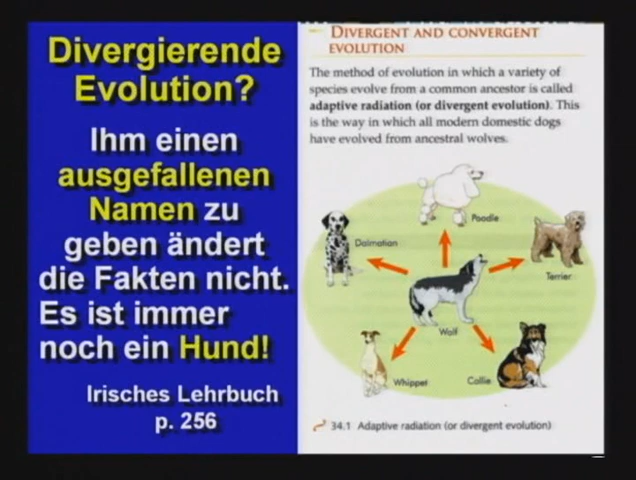 Divergierende
Evolution?
Ihm einen
ausgefallenen
Namen zu
geben ändert
die Fakten nicht.
Es ist immer
noch ein Hund!
Irisches Lehrbuch
p. 256
DIVERGENT AND CONVERGENT
EVOLUTION
The method of evolution in which a variety of
species evolve from a common ancestor is called
adaptive radiation (or divergent evolution). This
is the way in which all modern domestic dogs
have evolved from ancestral wolves.
Poodle
Dalmatian
Terrier
Wolf
Whippet
Collie
34.1 Adaptive radiation (or divergent evolution)